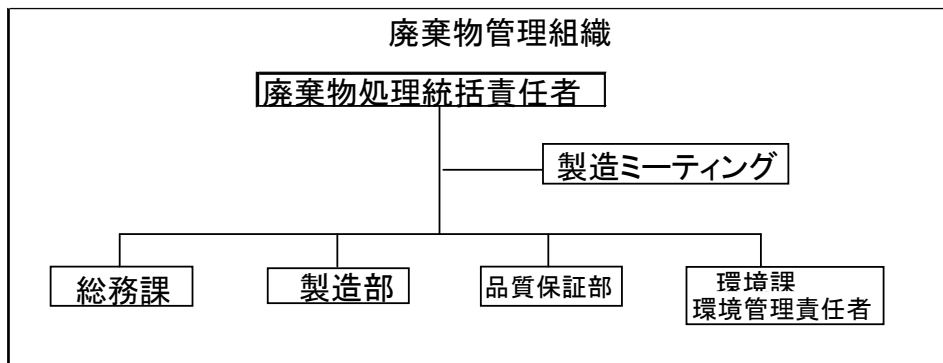 廃棄物管理組織
廃棄物処理統括責任者
製造ミーティング
総務課
製造部
品質保証部
環境課
環境管理責任者